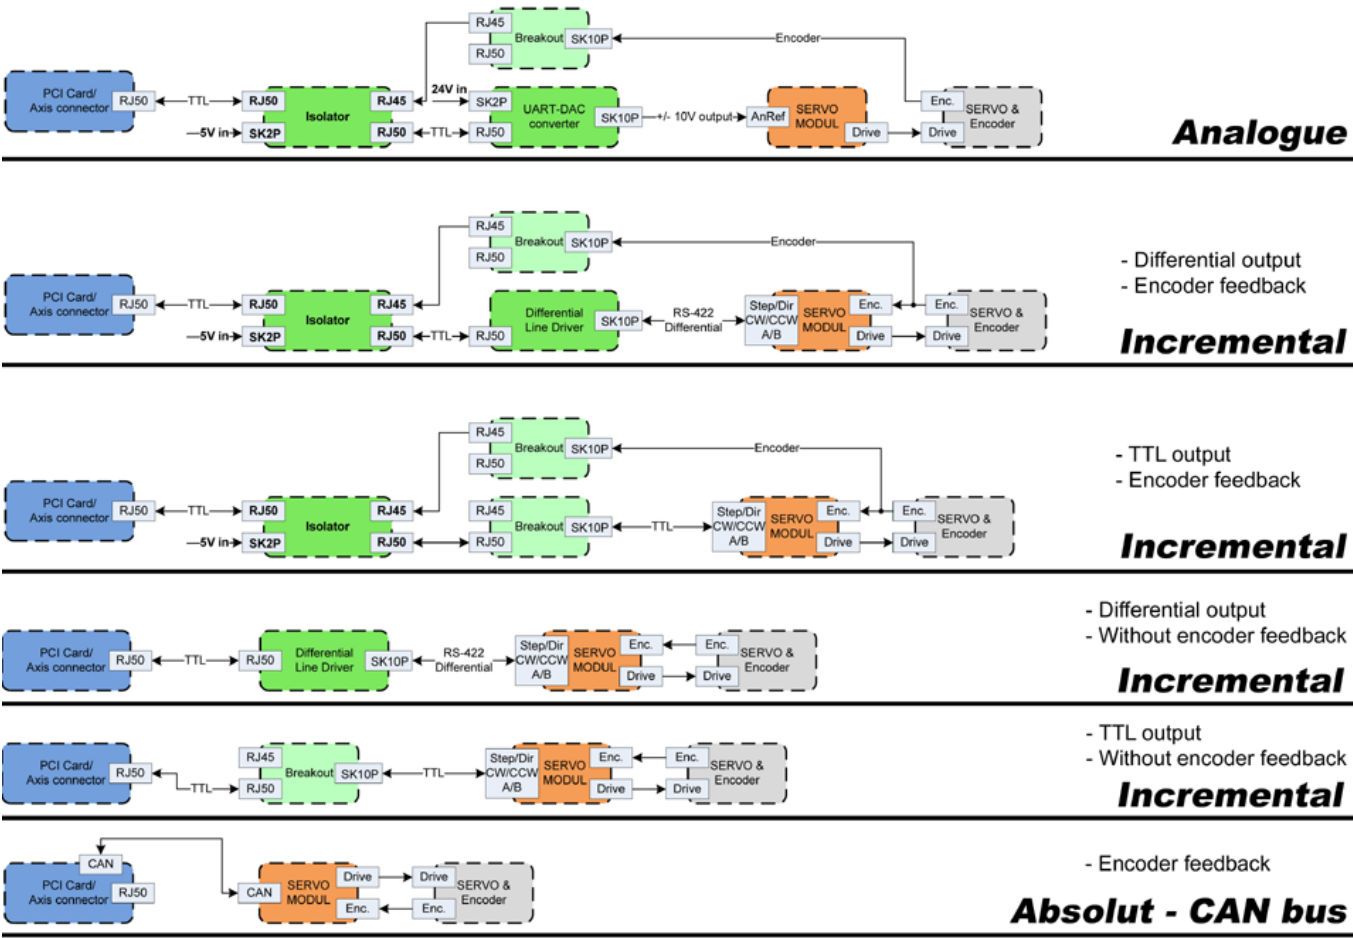 RJ45
Breakout
SK10P
RJ50
Encoder
PCI Card/
Axis connector
RJ50
TTL
RJ50
5V in
SK2P
Isolator
RJ45
RJ50
24V in
TTL
SK2P
RJ50
UART-DAC
converter
SK10P
+/- 10V output
AnRef
SERVO
MODUL
Drive
Enc.
Drive
SERVO &
Encoder
Analogue
RJ45
Breakout
SK10P
RJ50
Encoder
PCI Card/
Axis connector
RJ50
TTL
RJ50
5V in
SK2P
Isolator
RJ45
RJ50
TTL
RJ50
Differential
Line Driver
SK10P
RS-422
Differential
Step/Dir
CW/CCW
A/B
SERVO
MODUL
Enc.
Drive
Enc.
Drive
SERVO &
Encoder
- Differential output
- Encoder feedback
Incremental
RJ45
Breakout
SK10P
RJ50
Encoder
PCI Card/
Axis connector
RJ50
TTL
RJ50
5V in
SK2P
Isolator
RJ45
RJ50
RJ45
RJ50
Breakout
SK10P
TTL
Step/Dir
CW/CCW
A/B
SERVO
MODUL
Enc.
Drive
Enc.
Drive
SERVO &
Encoder
- TTL output
- Encoder feedback
Incremental
PCI Card/
Axis connector
RJ50
TTL
RJ50
Differential
Line Driver
SK10P
RS-422
Differential
Step/Dir
CW/CCW
A/B
SERVO
MODUL
Enc.
Drive
Enc.
Drive
SERVO &
Encoder
- Differential output
- Without encoder feedback
Incremental
PCI Card/
Axis connector
RJ50
TTL
RJ45
RJ50
Breakout
SK10P
TTL
Step/Dir
CW/CCW
A/B
SERVO
MODUL
Enc.
Drive
Enc.
Drive
SERVO &
Encoder
- TTL output
- Without encoder feedback
Incremental
CAN
PCI Card/
Axis connector
RJ50
CAN
SERVO
MODUL
Drive
Enc.
Drive
Enc.
SERVO &
Encoder
- Encoder feedback
Absolut - CAN bus